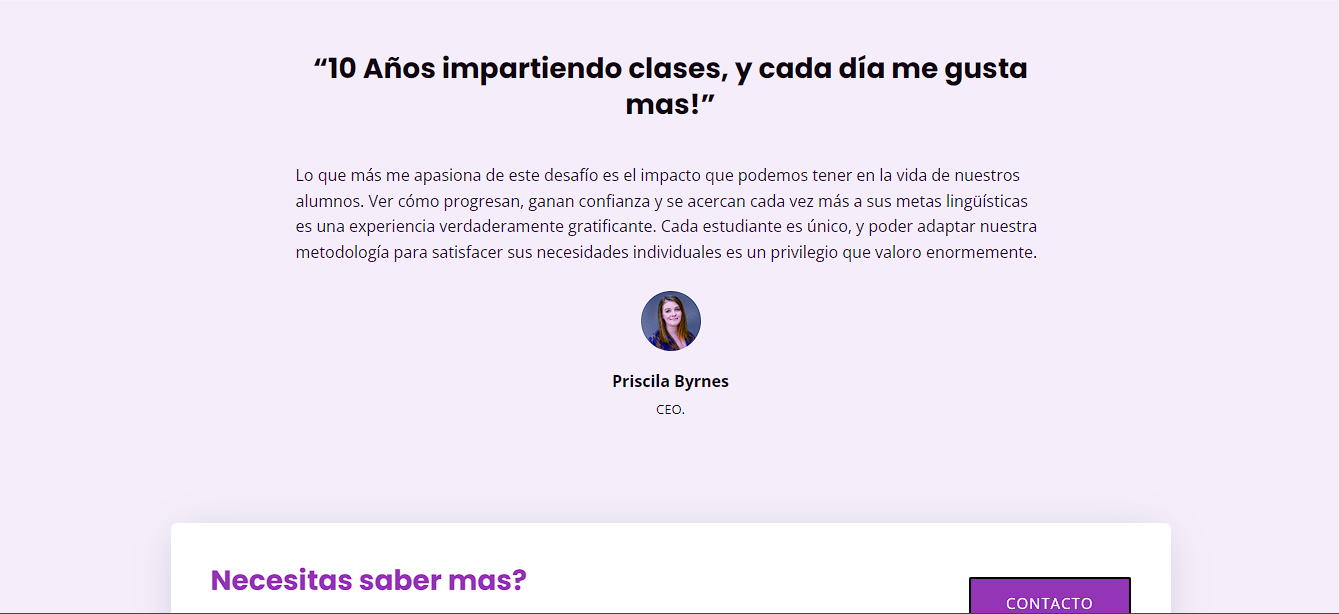 “10 Años impartiendo clases, y cada día me gusta
mas!”
Lo que más me apasiona de este desafío es el impacto que podemos tener en la vida de nuestros
alumnos. Ver cómo progresan, ganan confianza y se acercan cada vez más a sus metas lingüísticas
es una experiencia verdaderamente gratificante. Cada estudiante es único, y poder adaptar nuestra
metodología para satisfacer sus necesidades individuales es un privilegio que valoro enormemente.
Priscila Byrnes
CEO.
Necesitas saber mas?
CONTACTO